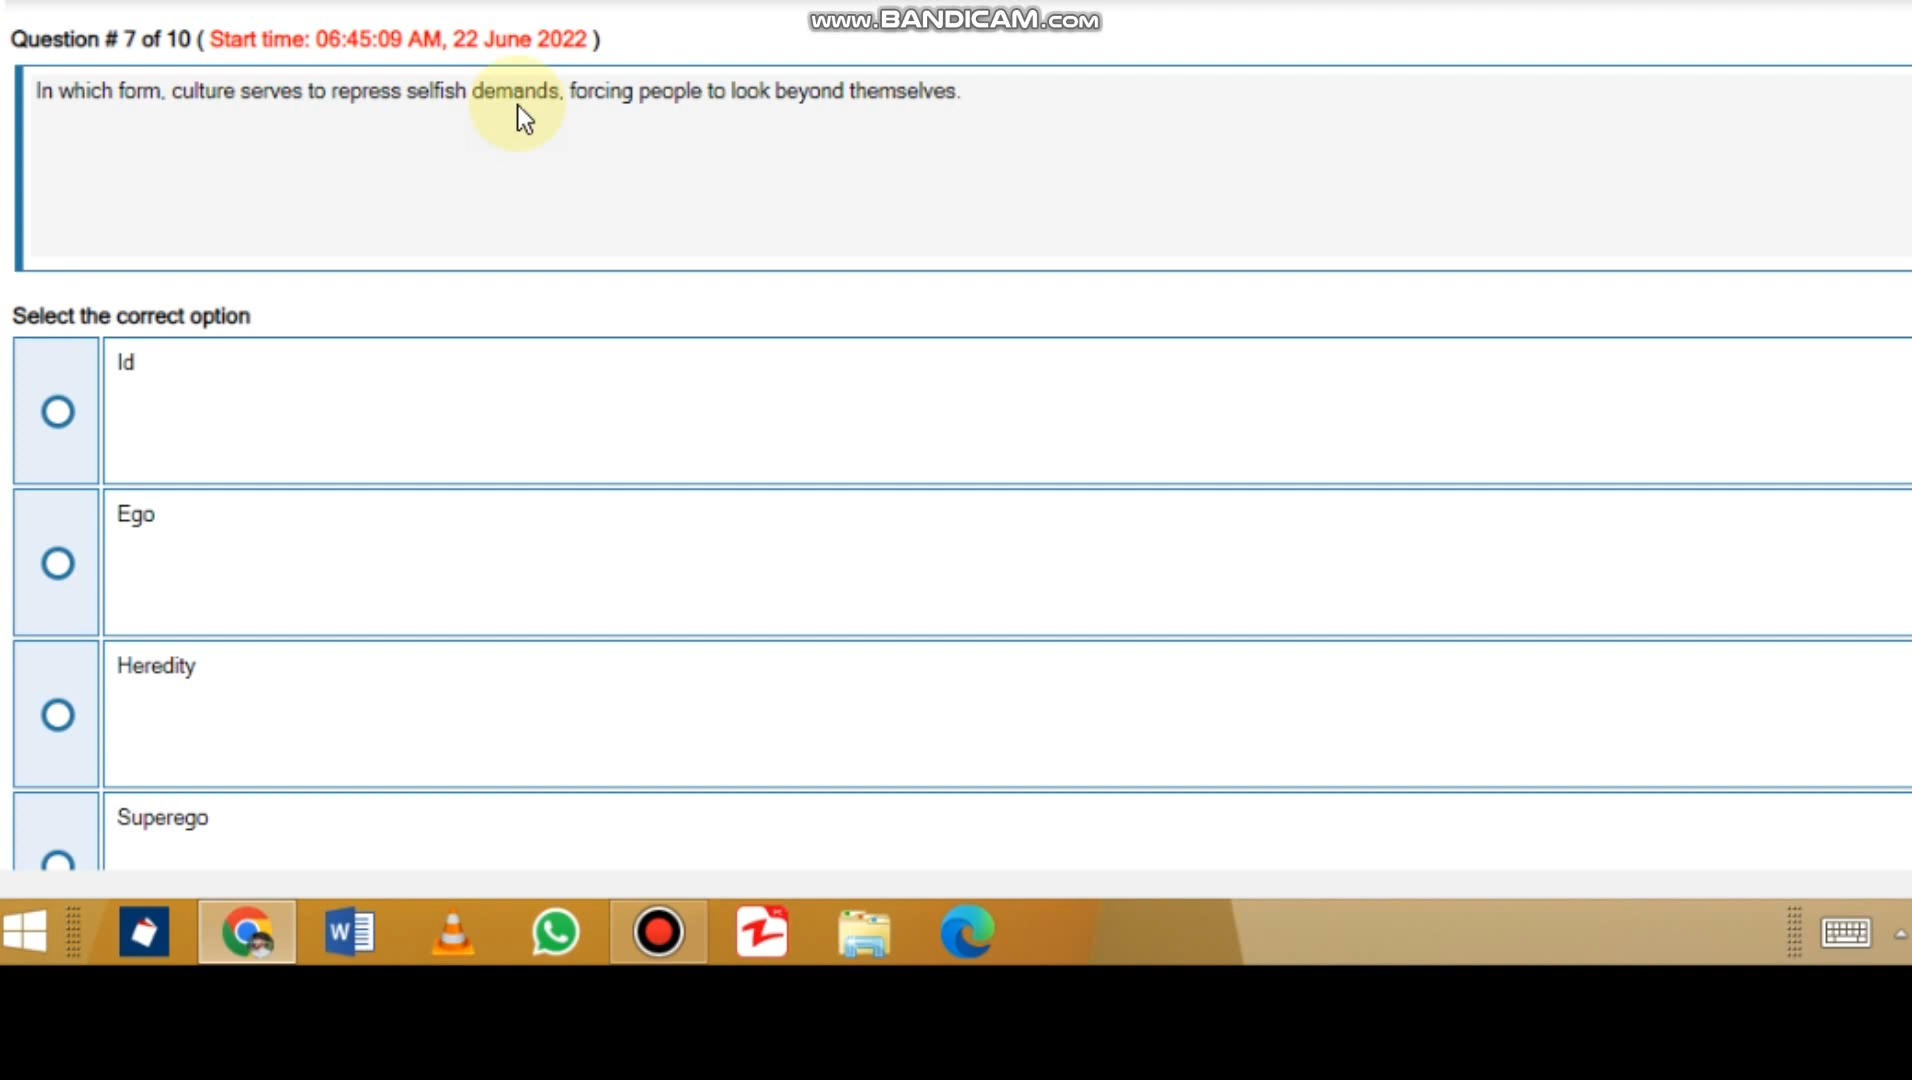 www.BANDICAM.com
Question # 7 of 10 ( Start time: 06:45:09 AM, 22 June 2022 )
In which form, culture serves to repress selfish demands, forcing people to look beyond themselves.
Select the correct option
Id
Ego
Heredity
Superego
W